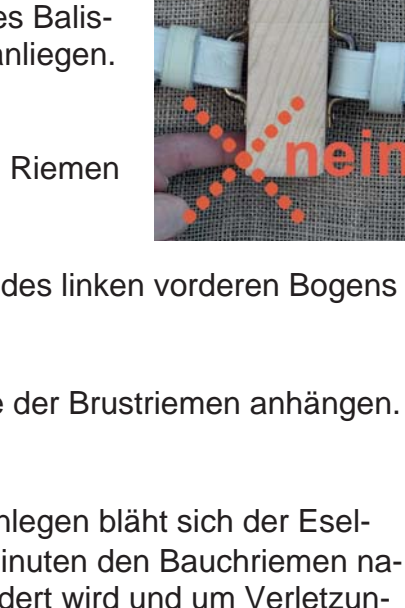 es Balis-
anliegen.
Riemen
nein
des linken vorderen Bogens
e der Brustriemen anhängen.
nlegen bläht sich der Esel-
inuten den Bauchriemen na-
dert wird und um Verletzun-